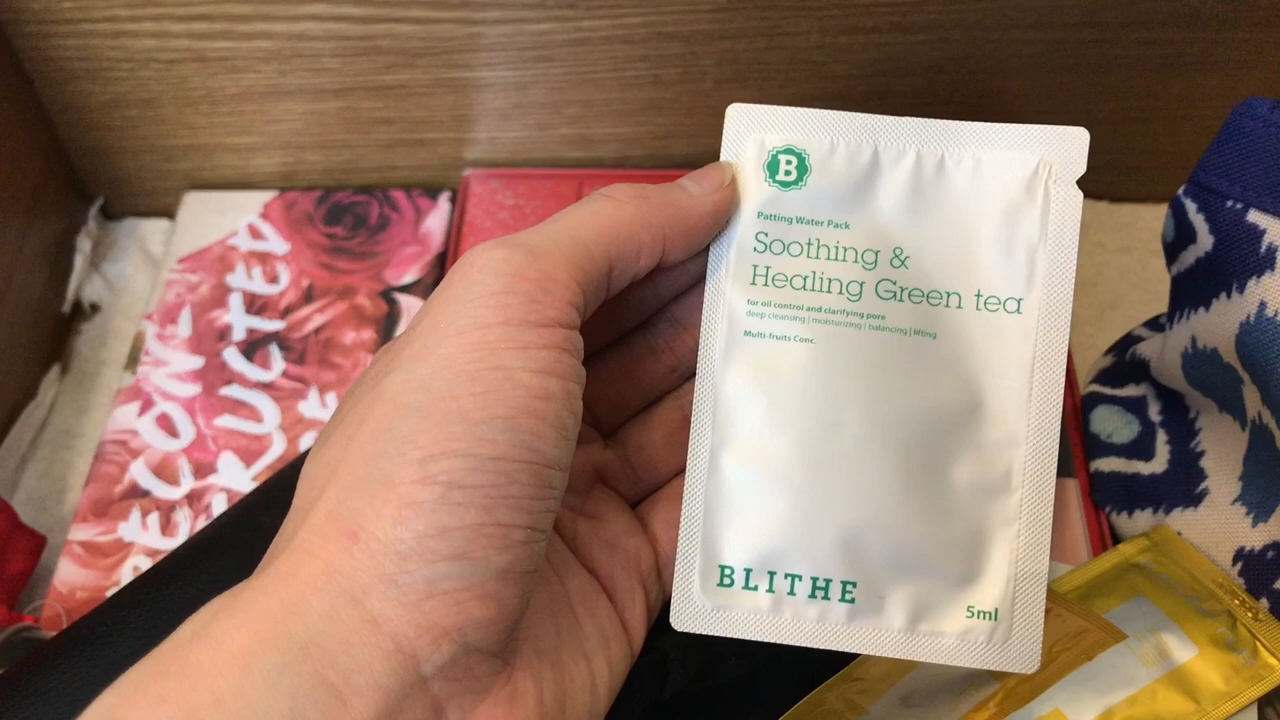 B
Patting Water Pack
Soothing &
Healing Green tea
for oil control and clarifying pore
deep cleansing | moisturizing | balancing | lifting
Multi-fruits Conc.
BLITHE
5ml